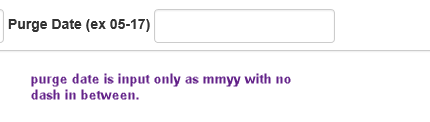 Purge Date (ex 05-17)
purge date is input only as mmyy with no
dash in between.